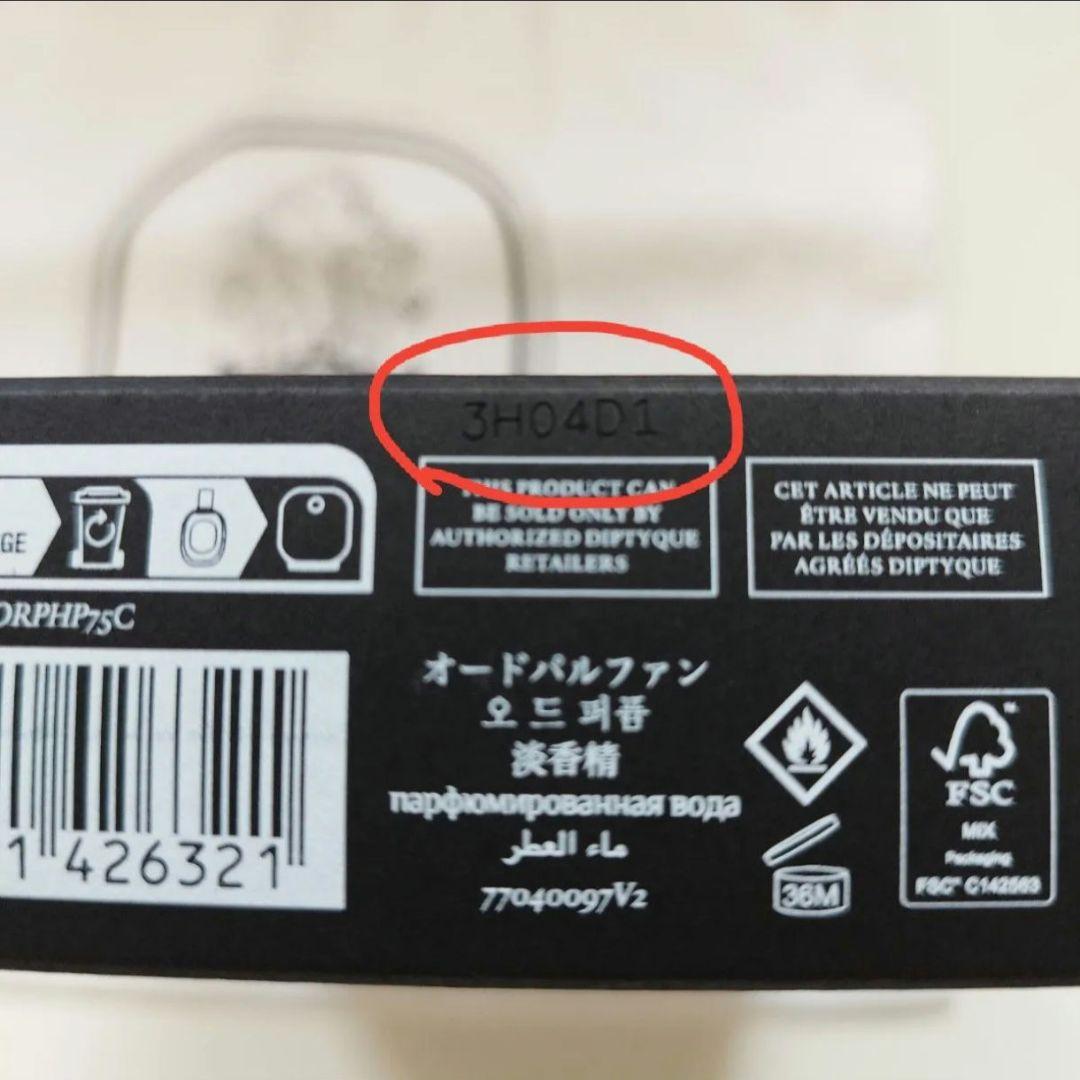 3H04D1
THIS PRODUCT CAN
BE SOLD ONLY BY
AUTHORIZED DIPTYQUE
RETAILERS
CET ARTICLE NE PEUT
ÊTRE VENDU QUE
PAR LES DÉPOSITAIRES
AGRÉÉS DIPTYQUE
GE
ORPHP75C
1 426321
オードパルファン
오 드 퍼퓸
淡香精
парфюмированная вода
ماء العطر
77040097V2
36M
FSC™
MIX
Packaging
FSC® C142563